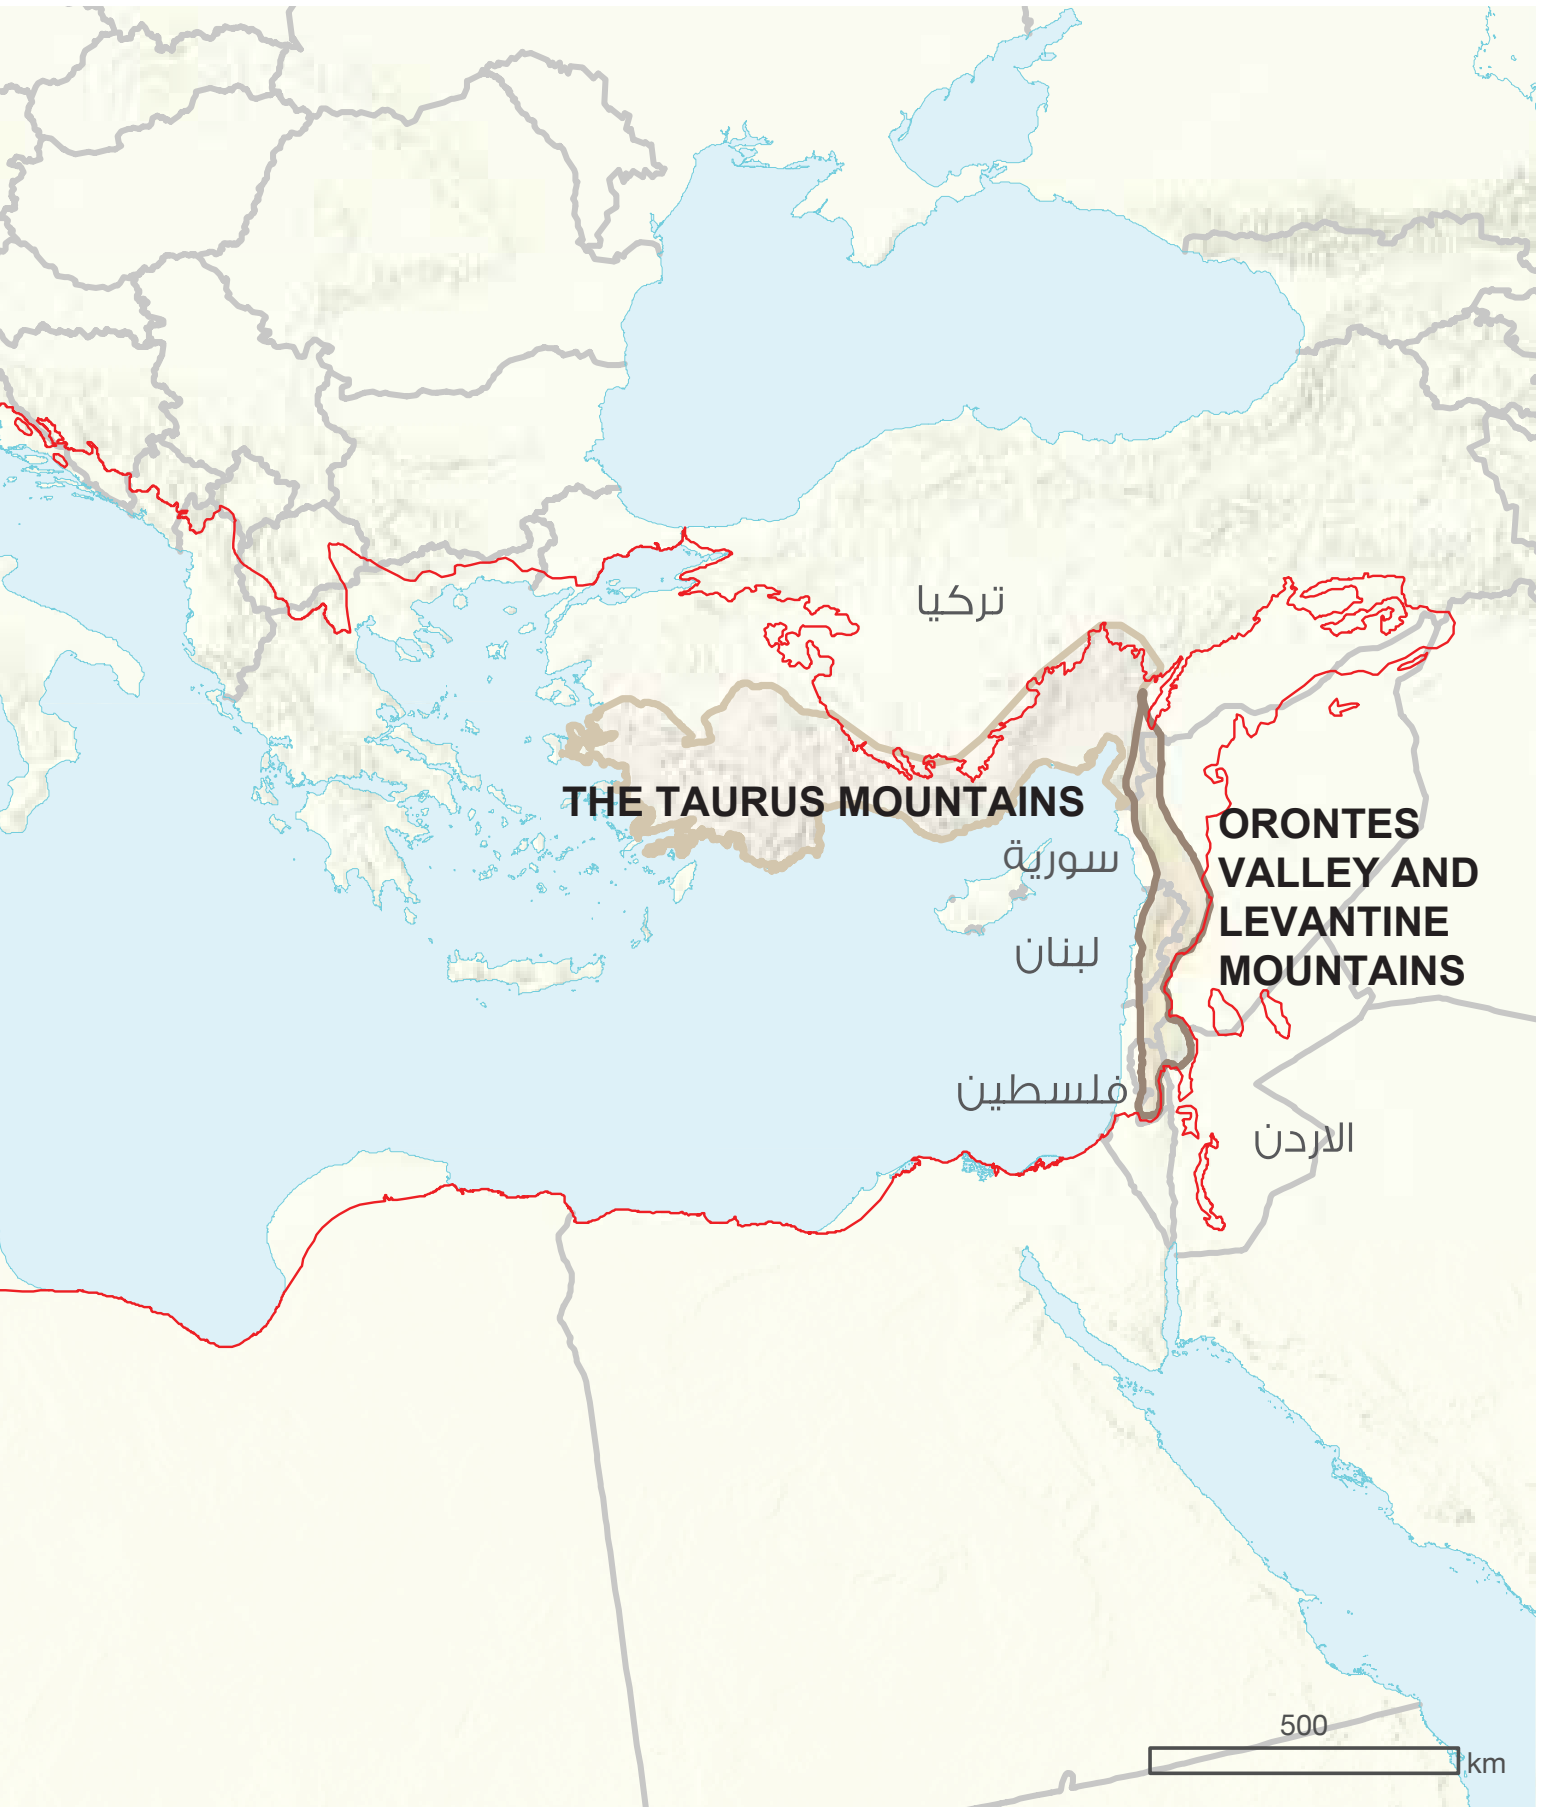 تركيا
THE TAURUS MOUNTAINS
ORONTES
VALLEY AND
LEVANTINE
MOUNTAINS
سورية
لبنان
فلسطين
الاردن
500
km